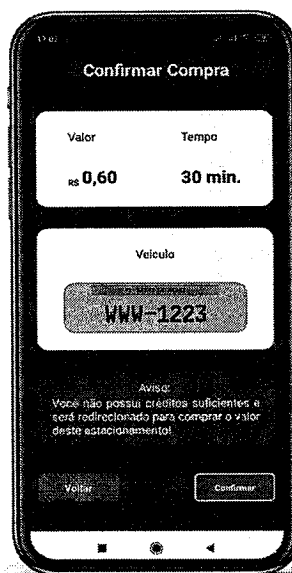 Confirmar Compra
Valor Tempo
R$ 0,60 30 min.
Veículo
WWW-1223
Aviso:
Você não possui créditos suficientes e
será redirecionado para comprar o valor
deste estacionamento!
Voltar Confirmar